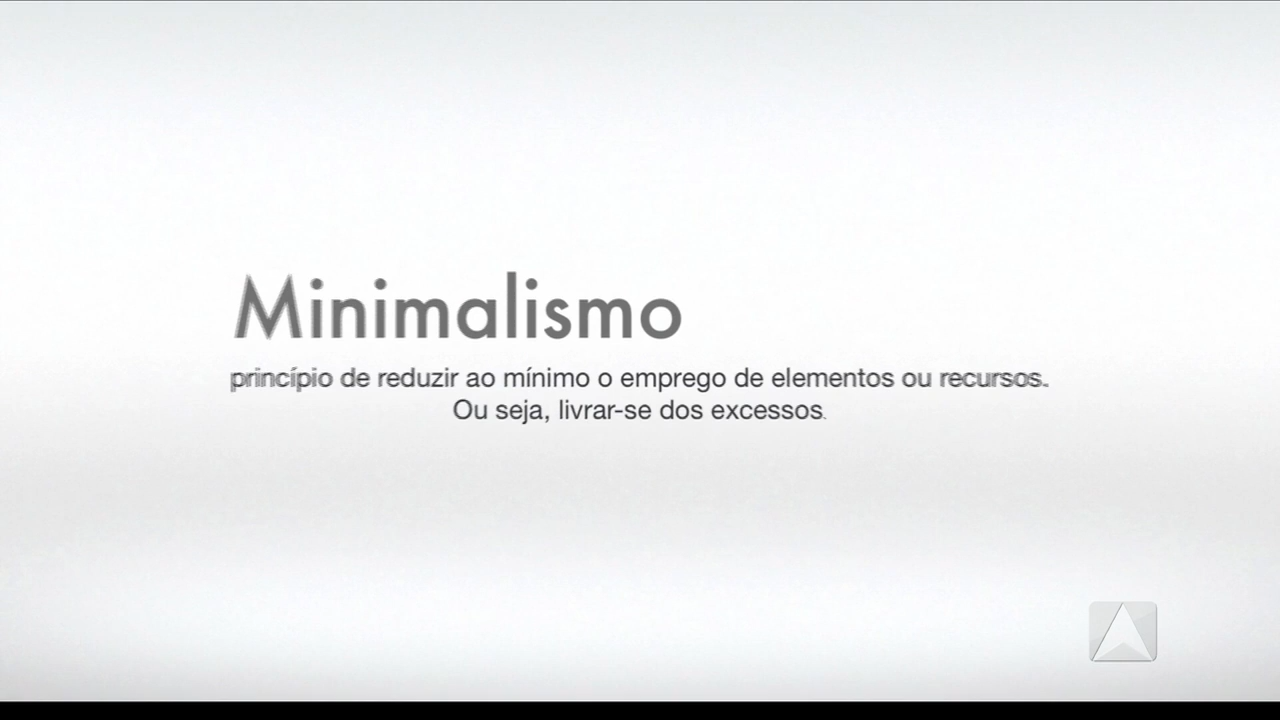 Minimalismo
princípio de reduzir ao mínimo o emprego de elementos ou recursos.
Ou seja, livrar-se dos excessos.